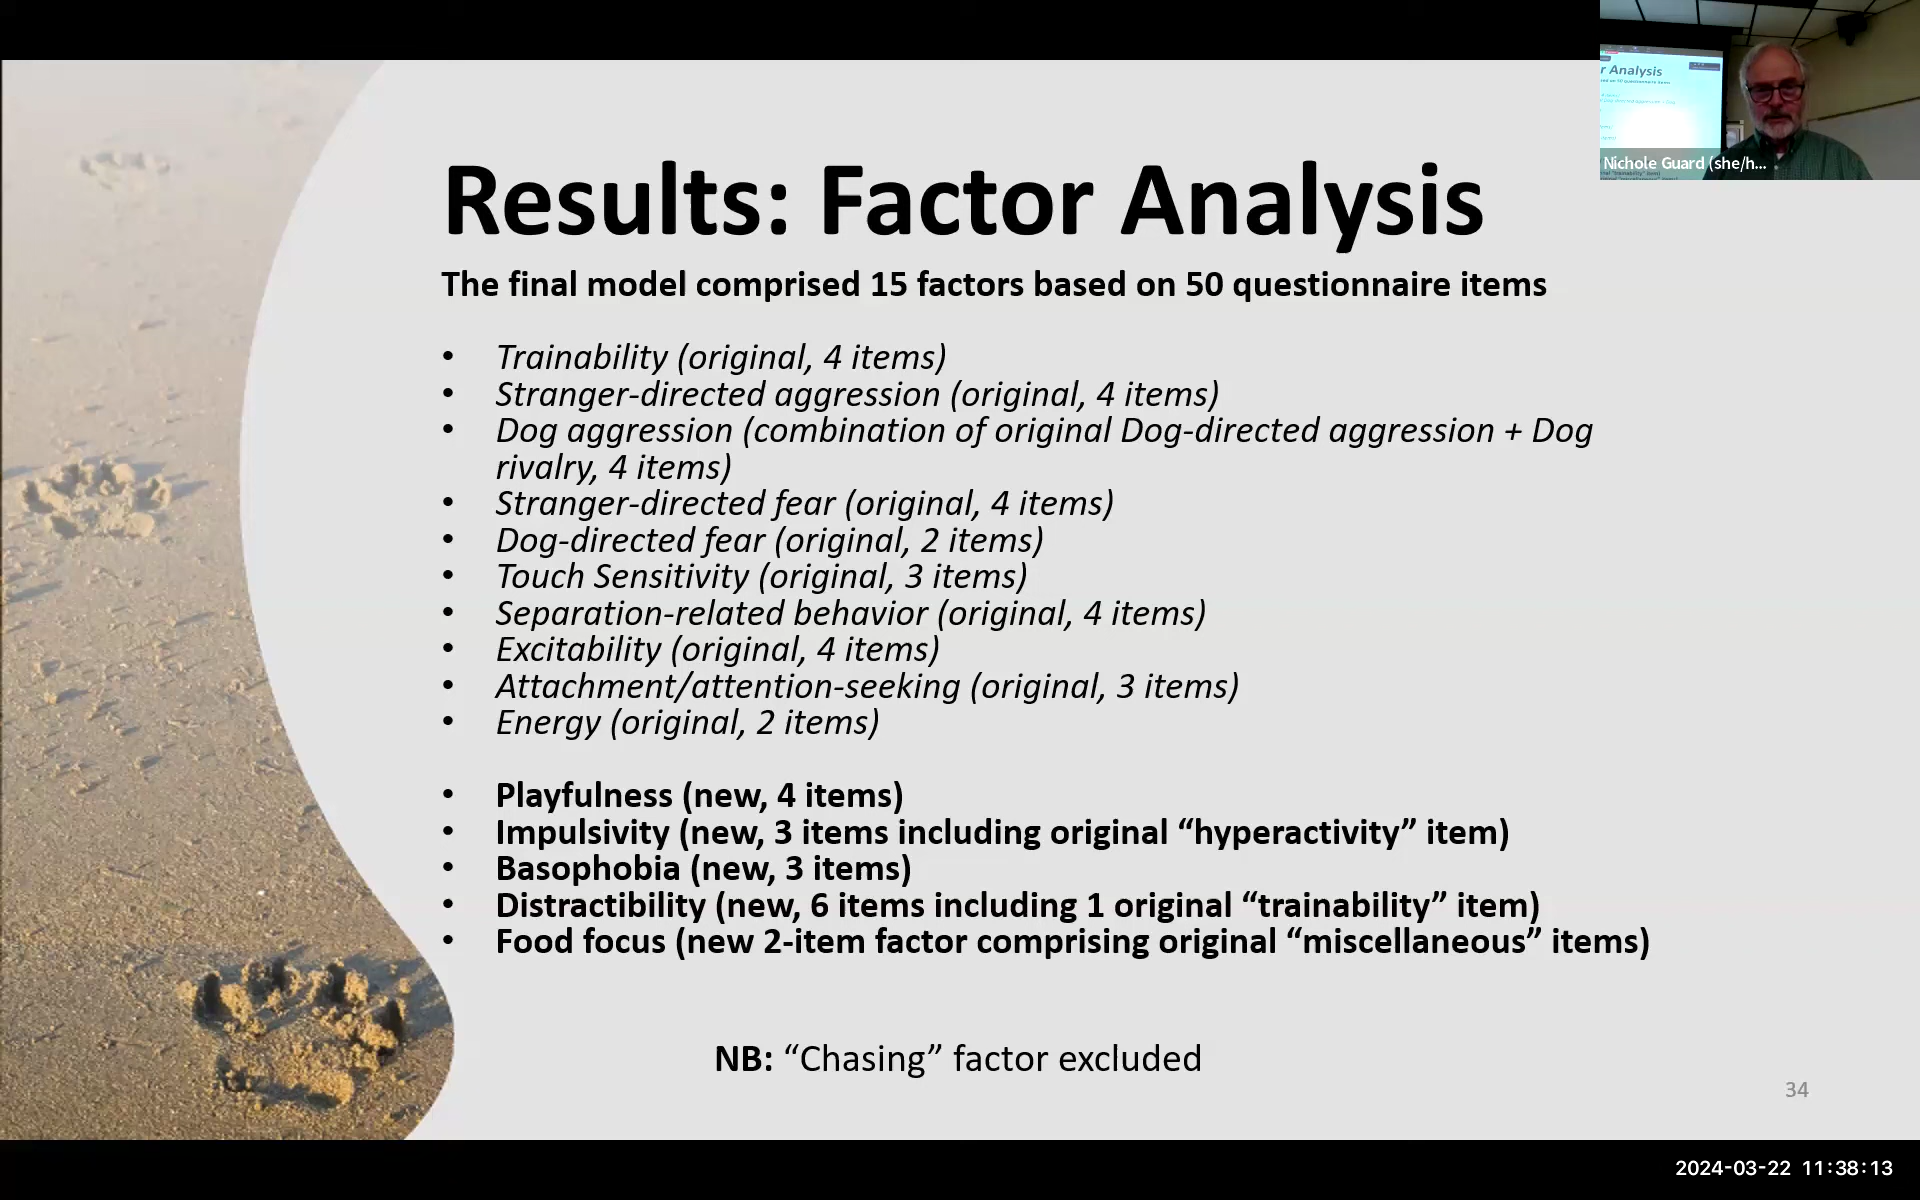 r Analysis
Nichole Guard (she/h...
Results: Factor Analysis
The final model comprised 15 factors based on 50 questionnaire items
• Trainability (original, 4 items)
• Stranger-directed aggression (original, 4 items)
• Dog aggression (combination of original Dog-directed aggression + Dog
rivalry, 4 items)
• Stranger-directed fear (original, 4 items)
• Dog-directed fear (original, 2 items)
• Touch Sensitivity (original, 3 items)
• Separation-related behavior (original, 4 items)
• Excitability (original, 4 items)
• Attachment/attention-seeking (original, 3 items)
• Energy (original, 2 items)
• Playfulness (new, 4 items)
• Impulsivity (new, 3 items including original “hyperactivity” item)
• Basophobia (new, 3 items)
• Distractibility (new, 6 items including 1 original “trainability” item)
• Food focus (new 2-item factor comprising original “miscellaneous” items)
NB: “Chasing” factor excluded
34
2024-03-22 11:38:13